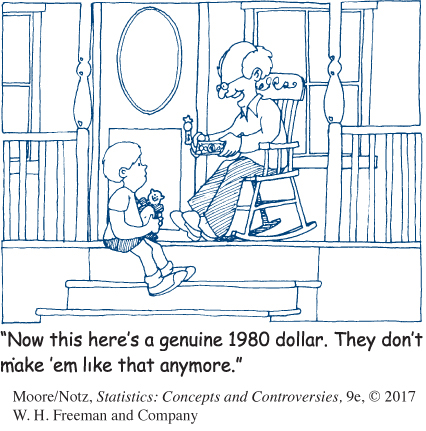 “Now this here’s a genuine 1980 dollar. They don’t
make ’em like that anymore.”
Moore/Notz, Statistics: Concepts and Controversies, 9e, © 2017
W. H. Freeman and Company